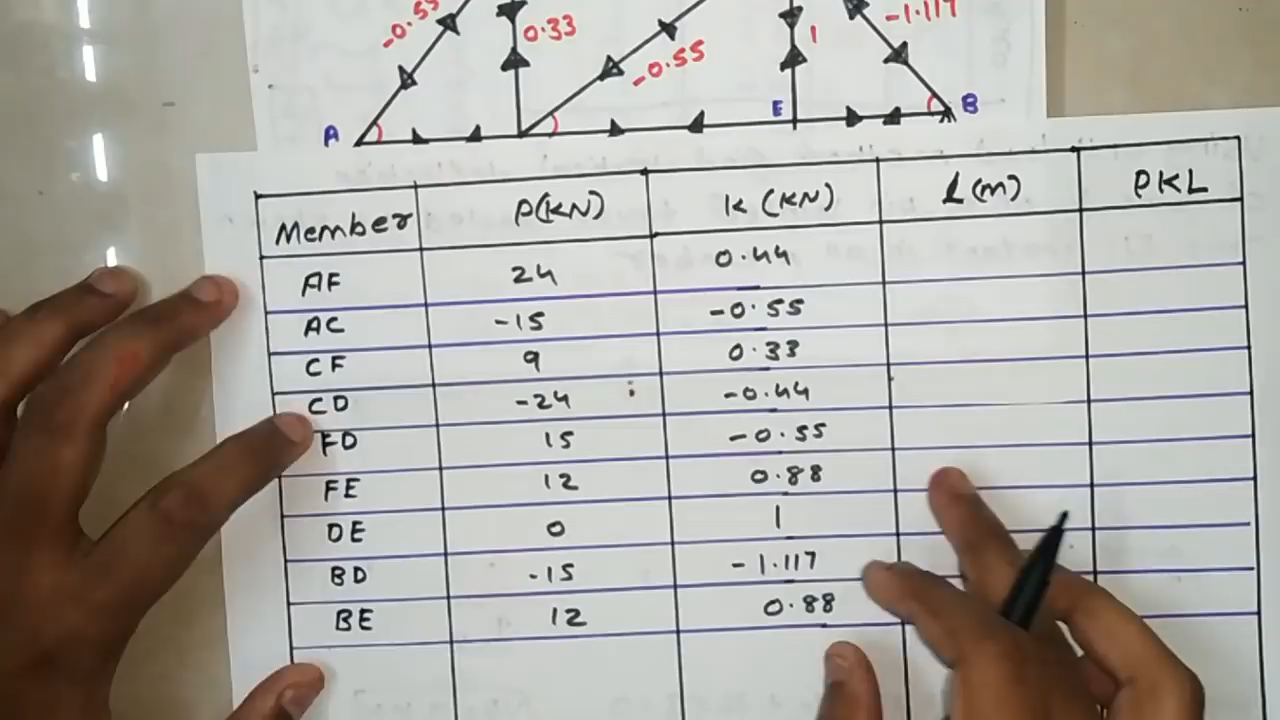 -0.55
0.33
-0.55
1
-1.117
A
E
B
Member P(KN) K (KN) L(m) PKL
AF 24 0.44
AC -15 -0.55
CF 9 0.33
CD -24 -0.44
FD 15 -0.55
FE 12 0.88
DE 0 1
BD -15 -1.117
BE 12 0.88